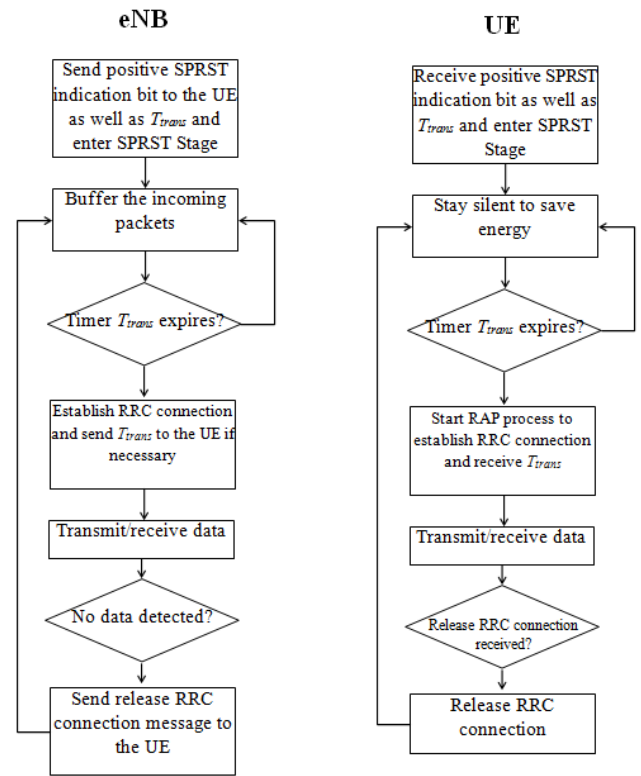 eNB
Send positive SPRST
indication bit to the UE
as well as Ttrans and
enter SPRST Stage
Buffer the incoming
packets
Timer Ttrans expires?
Establish RRC connection
and send Ttrans to the UE if
necessary
Transmit/receive data
No data detected?
Send release RRC
connection message to
the UE
UE
Receive positive SPRST
indication bit as well as
Ttrans and enter SPRST
Stage
Stay silent to save
energy
Timer Ttrans expires?
Start RAP process to
establish RRC connection
and receive Ttrans
Transmit/receive data
Release RRC connection
received?
Release RRC
connection